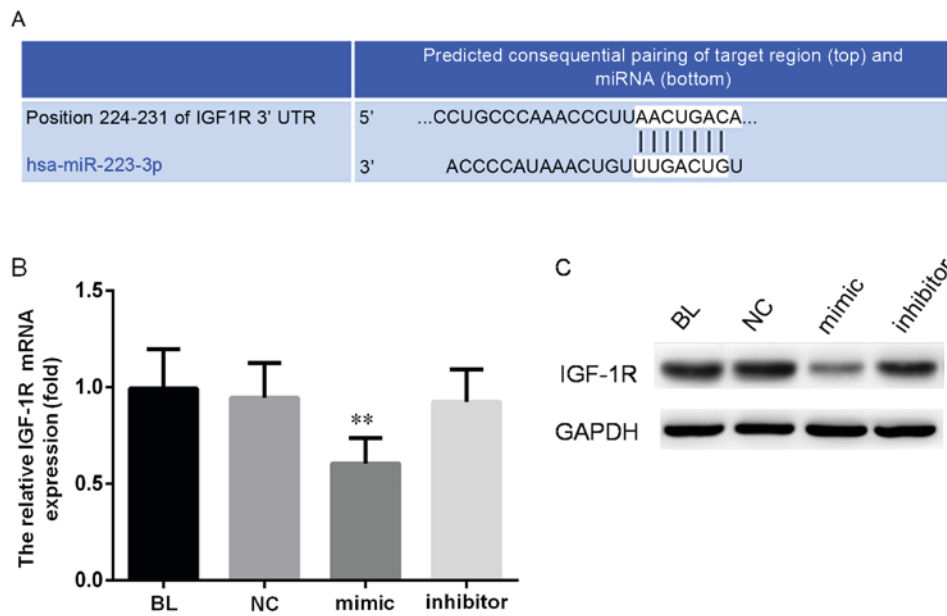 A
Predicted consequential pairing of target region (top) and
miRNA (bottom)
Position 224-231 of IGF1R 3' UTR 5' ...CCUGCCCAAACCCUUAACUGACA...
hsa-miR-223-3p 3' ACCCCAUAAACUGUUUGACUGU
B
The relative IGF-1R mRNA
expression (fold)
1.5
1.0
0.5
0.0
**
BL NC mimic inhibitor
C
BL NC mimic inhibitor
IGF-1R
GAPDH